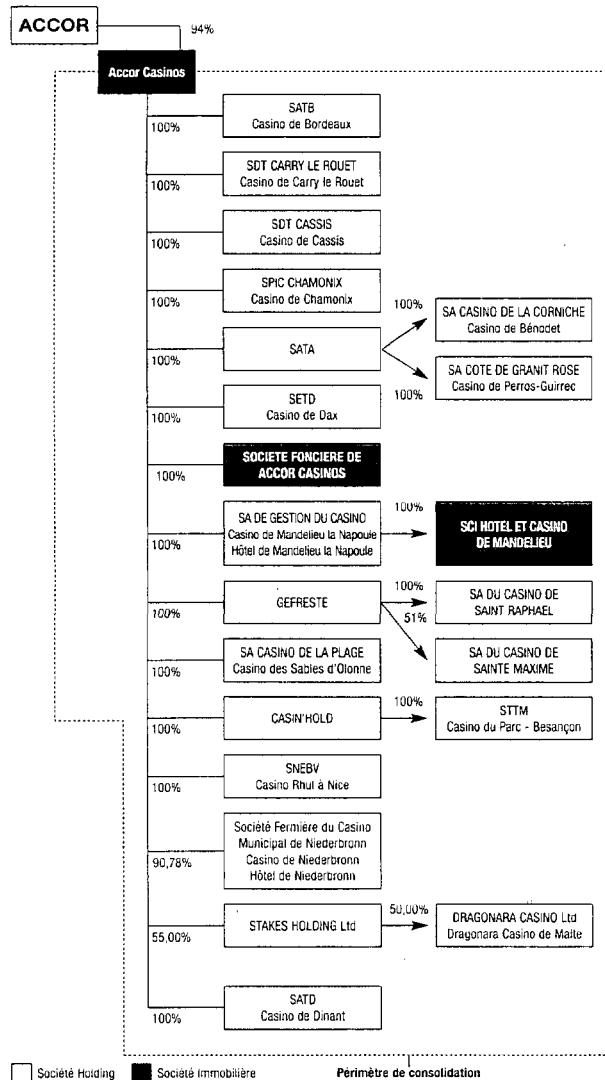 ACCOR
94%
Accor Casinos
100%
SATB
Casino de Bordeaux
100%
SDT CARRY LE ROUET
Casino de Carry le Rouet
100%
SDT CASSIS
Casino de Cassis
100%
SPIC CHAMONIX
Casino de Chamonix
100%
SATA
100%
SA CASINO DE LA CORNICHE
Casino de Bénodet
100%
SA COTE DE GRANIT ROSE
Casino de Perros-Guirrec
100%
SETD
Casino de Dax
100%
SOCIETE FONCIERE DE
ACCOR CASINOS
100%
SA DE GESTION DU CASINO
Casino de Mandelieu la Napoule
Hôtel de Mandelieu la Napoule
100%
SCI HOTEL ET CASINO
DE MANDELIEU
100%
GEFRESTE
100%
SA DU CASINO DE
SAINT RAPHAEL
51%
SA DU CASINO DE
SAINTE MAXIME
100%
SA CASINO DE LA PLAGE
Casino des Sables d'Olonne
100%
CASIN'HOLD
100%
STTM
Casino du Parc - Besançon
100%
SNEBV
Casino Rhul à Nice
90,78%
Société Fermière du Casino
Municipal de Niederbronn
Casino de Niederbronn
Hôtel de Niederbronn
55,00%
STAKES HOLDING Ltd
50,00%
DRAGONARA CASINO Ltd
Dragonara Casino de Malte
100%
SATD
Casino de Dinant
Société Holding
Société Immobilière
Périmètre de consolidation